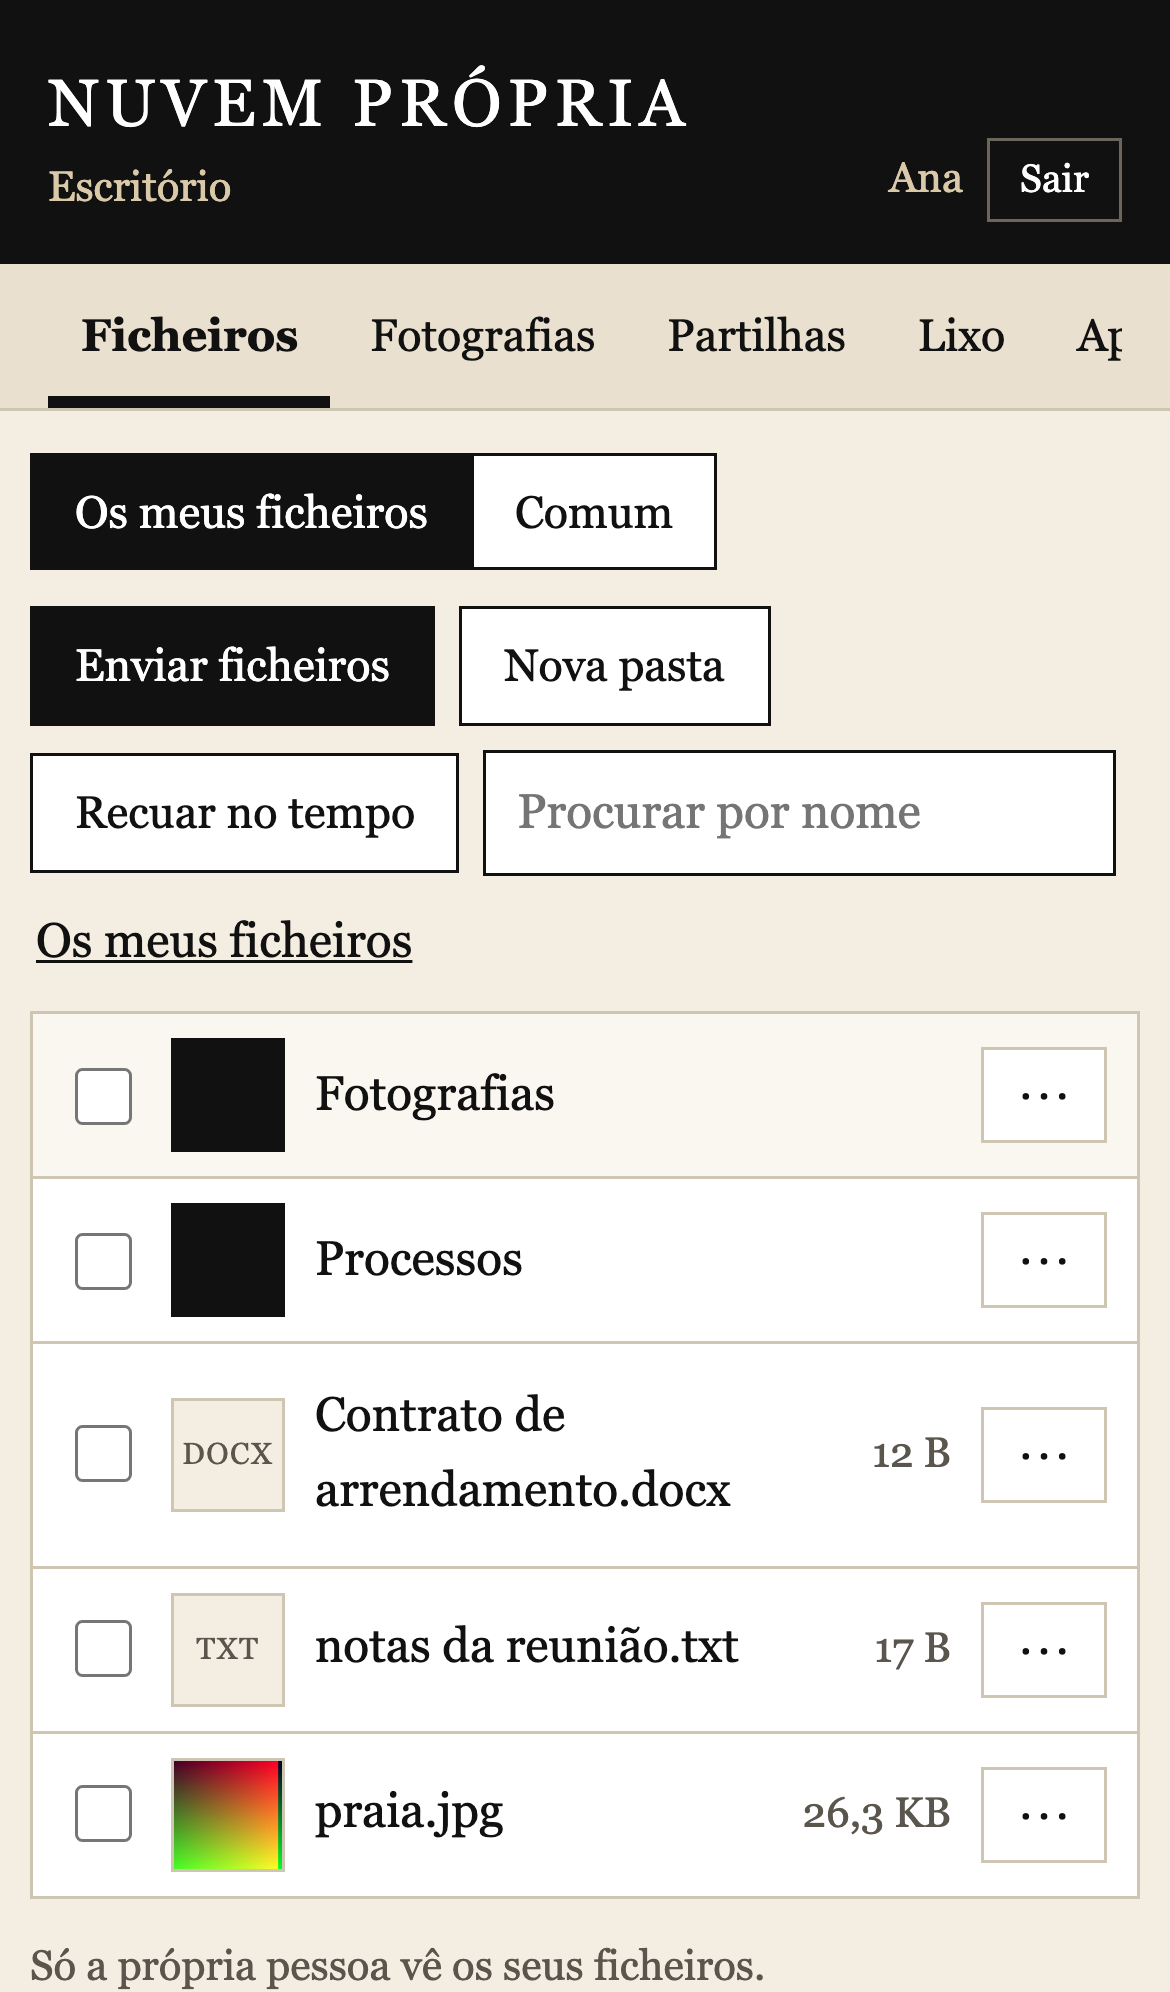 NUVEM PRÓPRIA
Escritório
Ana
Sair
Ficheiros Fotografias Partilhas Lixo
Os meus ficheiros Comum
Enviar ficheiros Nova pasta
Recuar no tempo Procurar por nome
Os meus ficheiros
Fotografias ...
Processos ...
DOCX Contrato de
arrendamento.docx 12 B ...
TXT notas da reunião.txt 17 B ...
praia.jpg 26,3 KB ...
Só a própria pessoa vê os seus ficheiros.